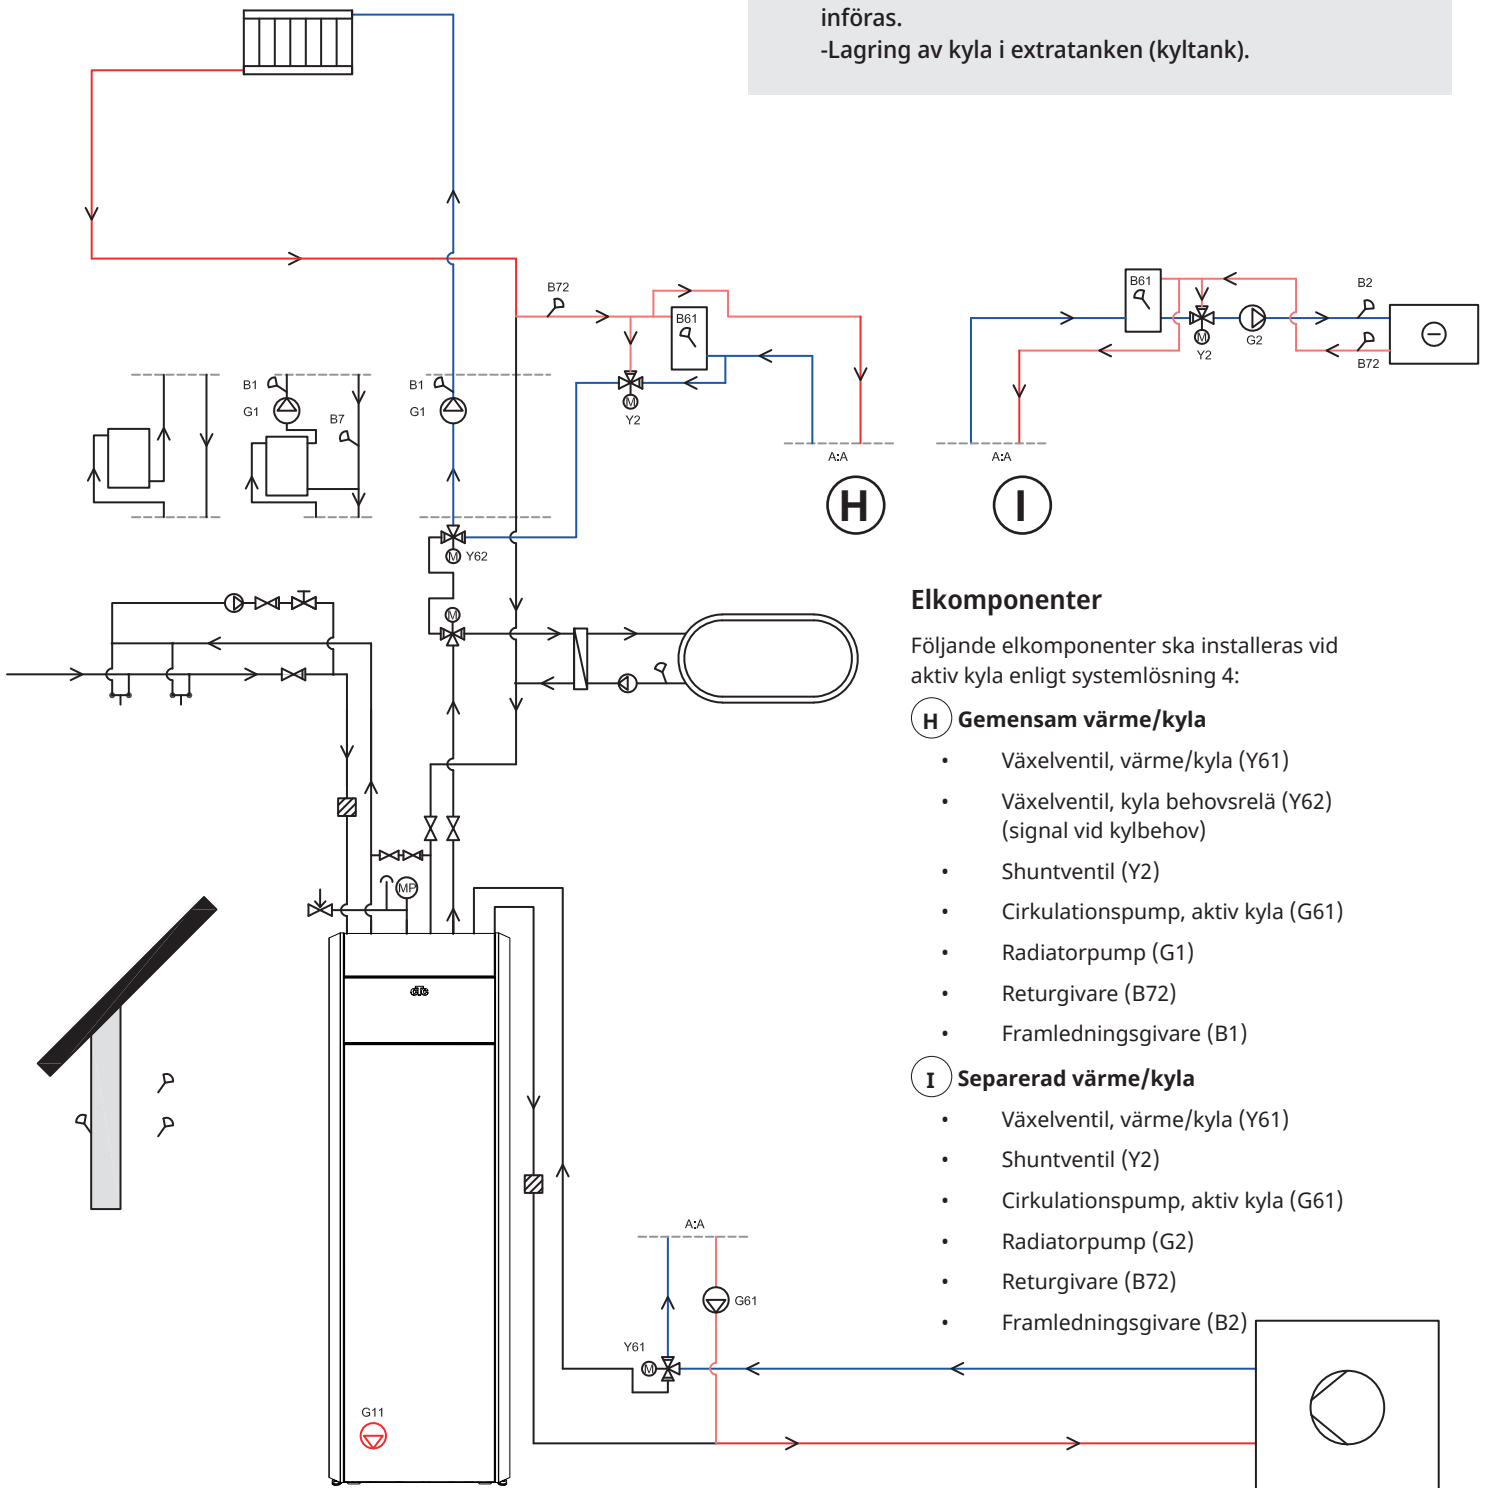 införas.
-Lagring av kyla i extratanken (kyltank).
B72
B61
Y2
M
A:A
H
B61
B2
M
Y2
G2
B72
A:A
I
B1
G1
B7
B1
G1
M
Y62
M
MP
cTc
G11
A:A
G61
Y61
M
Elkomponenter
Följande elkomponenter ska installeras vid
aktiv kyla enligt systemlösning 4:
H Gemensam värme/kyla
• Växelventil, värme/kyla (Y61)
• Växelventil, kyla behovsrelä (Y62)
(signal vid kylbehov)
• Shuntventil (Y2)
• Cirkulationspump, aktiv kyla (G61)
• Radiatorpump (G1)
• Returgivare (B72)
• Framledningsgivare (B1)
I Separerad värme/kyla
• Växelventil, värme/kyla (Y61)
• Shuntventil (Y2)
• Cirkulationspump, aktiv kyla (G61)
• Radiatorpump (G2)
• Returgivare (B72)
• Framledningsgivare (B2)